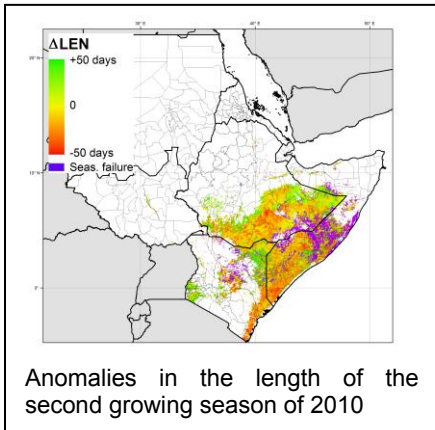 ΔLEN
+50 days
0
-50 days
Seas. failure
Anomalies in the length of the
second growing season of 2010